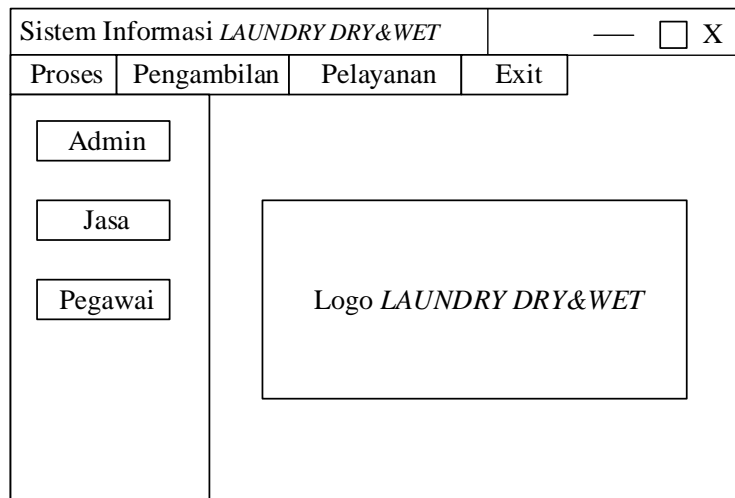 Sistem Informasi LAUNDRY DRY&WET X
Proses Pengambilan Pelayanan Exit
Admin
Jasa
Pegawai
Logo LAUNDRY DRY&WET